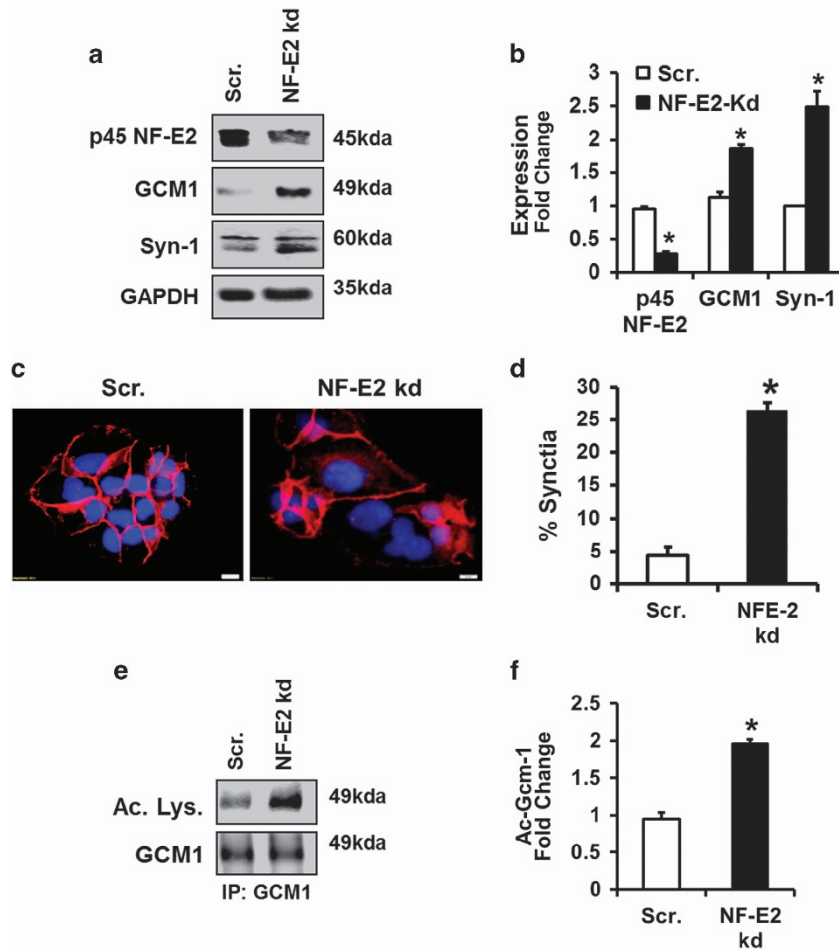 a
Scr.
NF-E2 kd
p45 NF-E2
45kda
GCM1
49kda
Syn-1
60kda
GAPDH
35kda
b
Scr.
NF-E2-Kd
Expression
Fold Change
3
2.5
2
1.5
1
0.5
0
*
*
*
p45
NF-E2
GCM1
Syn-1
c
Scr.
NF-E2 kd
d
% Synctia
30
25
20
15
10
5
0
*
Scr.
NFE-2
kd
e
Scr.
NF-E2 kd
Ac. Lys.
49kda
GCM1
49kda
IP: GCM1
f
Ac-Gcm-1
Fold Change
2.5
2
1.5
1
0.5
0
*
Scr.
NF-E2
kd